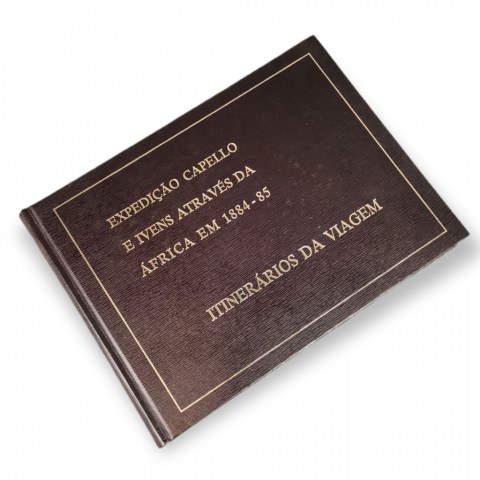 EXPEDIÇÃO CAPELLO
E IVENS ATRAVÉS DA
ÁFRICA EM 1884-85
ITINERÁRIOS DA VIAGEM